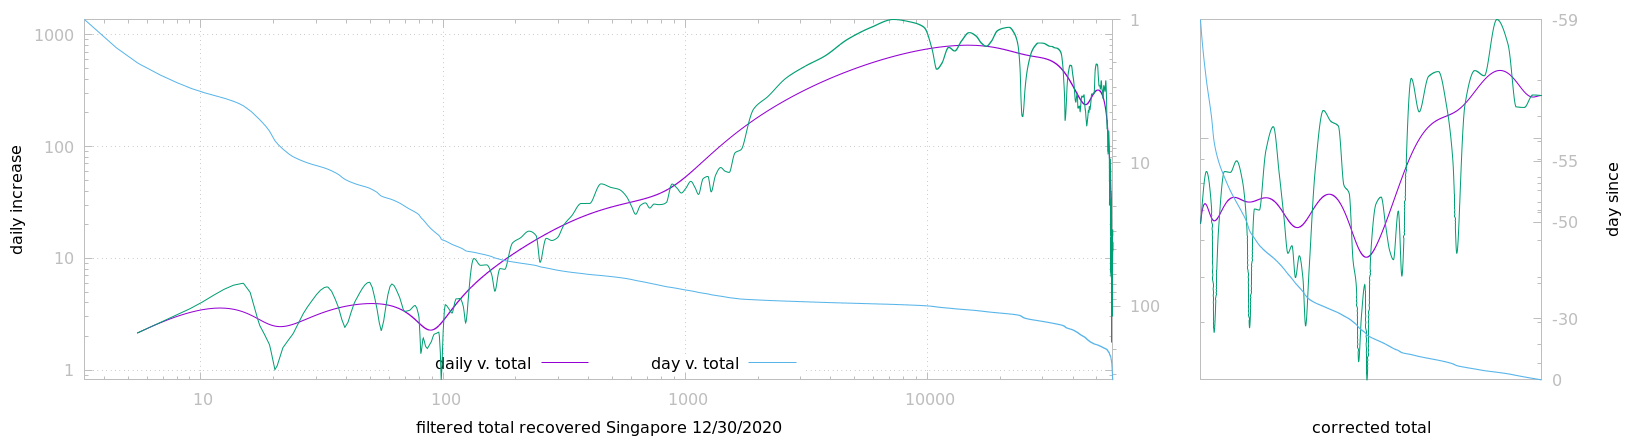 1000
100
10
1
daily increase
10
100
1000
10000
1
10
100
daily v. total
day v. total
filtered total recovered Singapore 12/30/2020
-59
-55
-50
-30
0
day since
corrected total